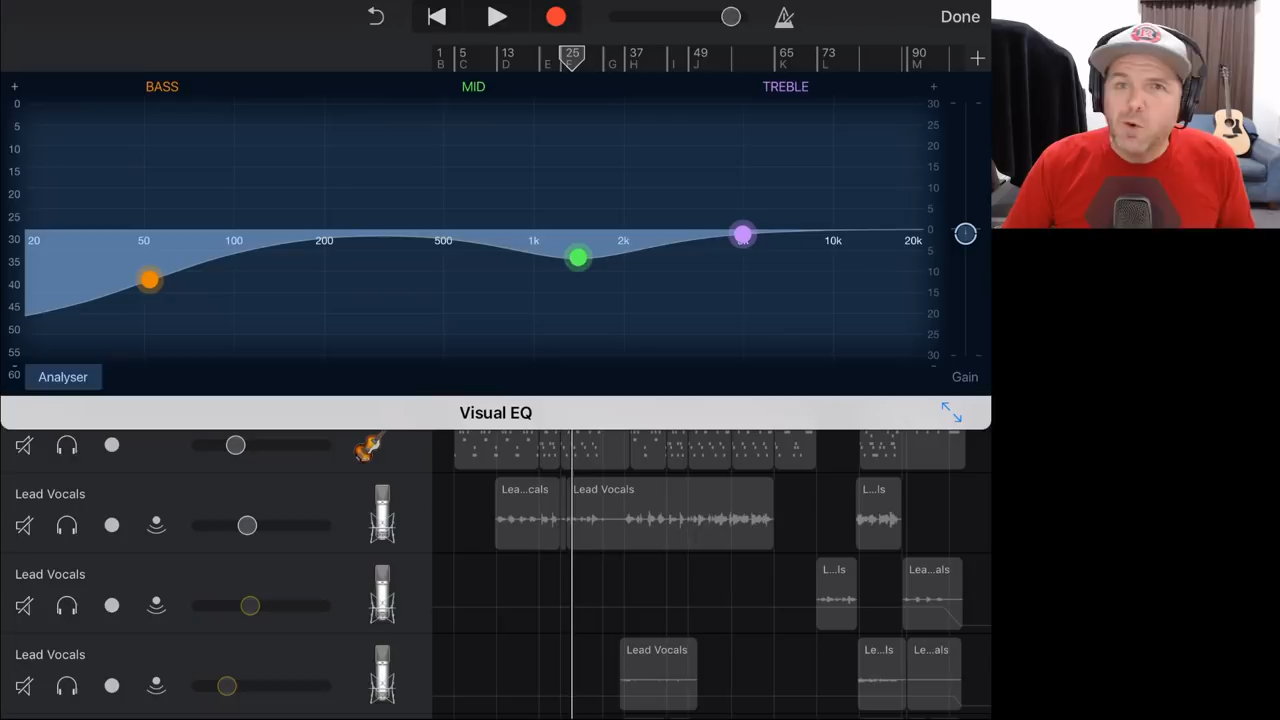 Done
1 5 13 25 37 49 65 73 90
B C D E F G H I J K L M
BASS MID TREBLE
0 30
5 25
10 20
15 15
20 10
25 5
30 20 50 100 200 500 1k 2k 10k 20k 0
35 5
40 10
45 15
50 20
55 25
60 30
Analyser
Gain
Visual EQ
Lead Vocals
Lea...cals Lead Vocals L...ls
Lead Vocals
L...ls Lea...als
Lead Vocals
Lead Vocals Le...ls Le...als